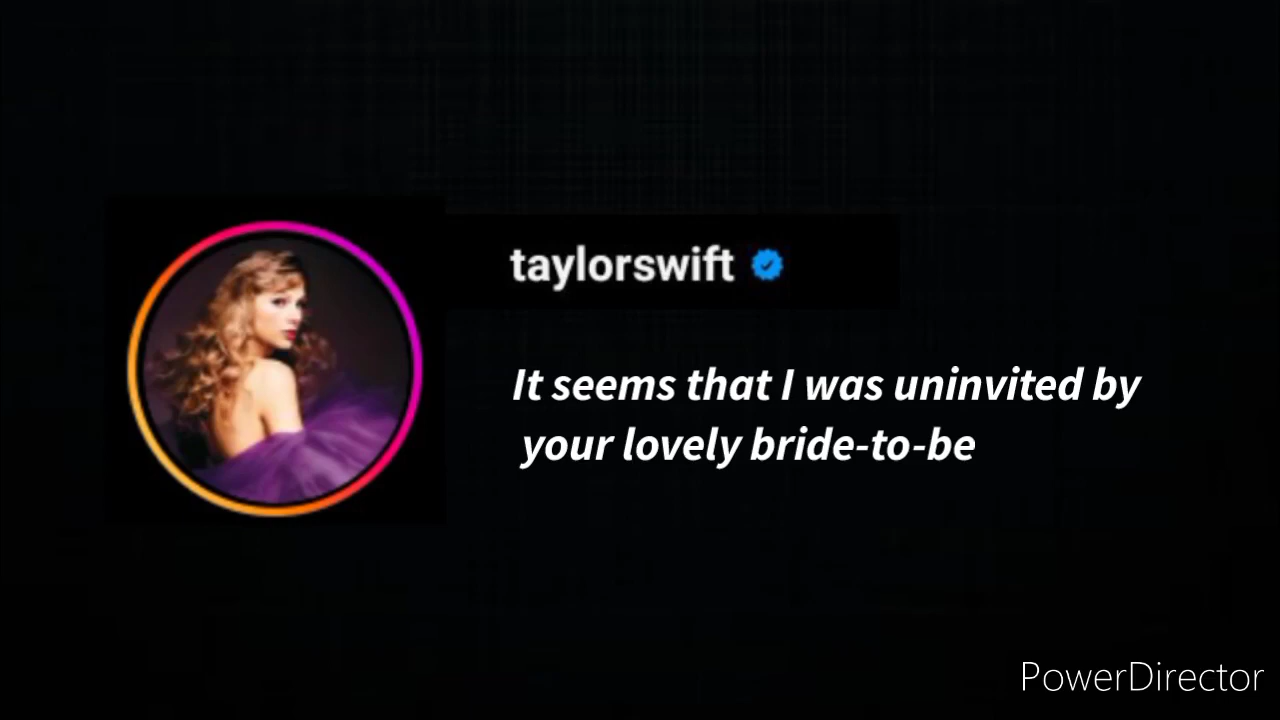 taylorswift
It seems that I was uninvited by
your lovely bride-to-be
PowerDirector